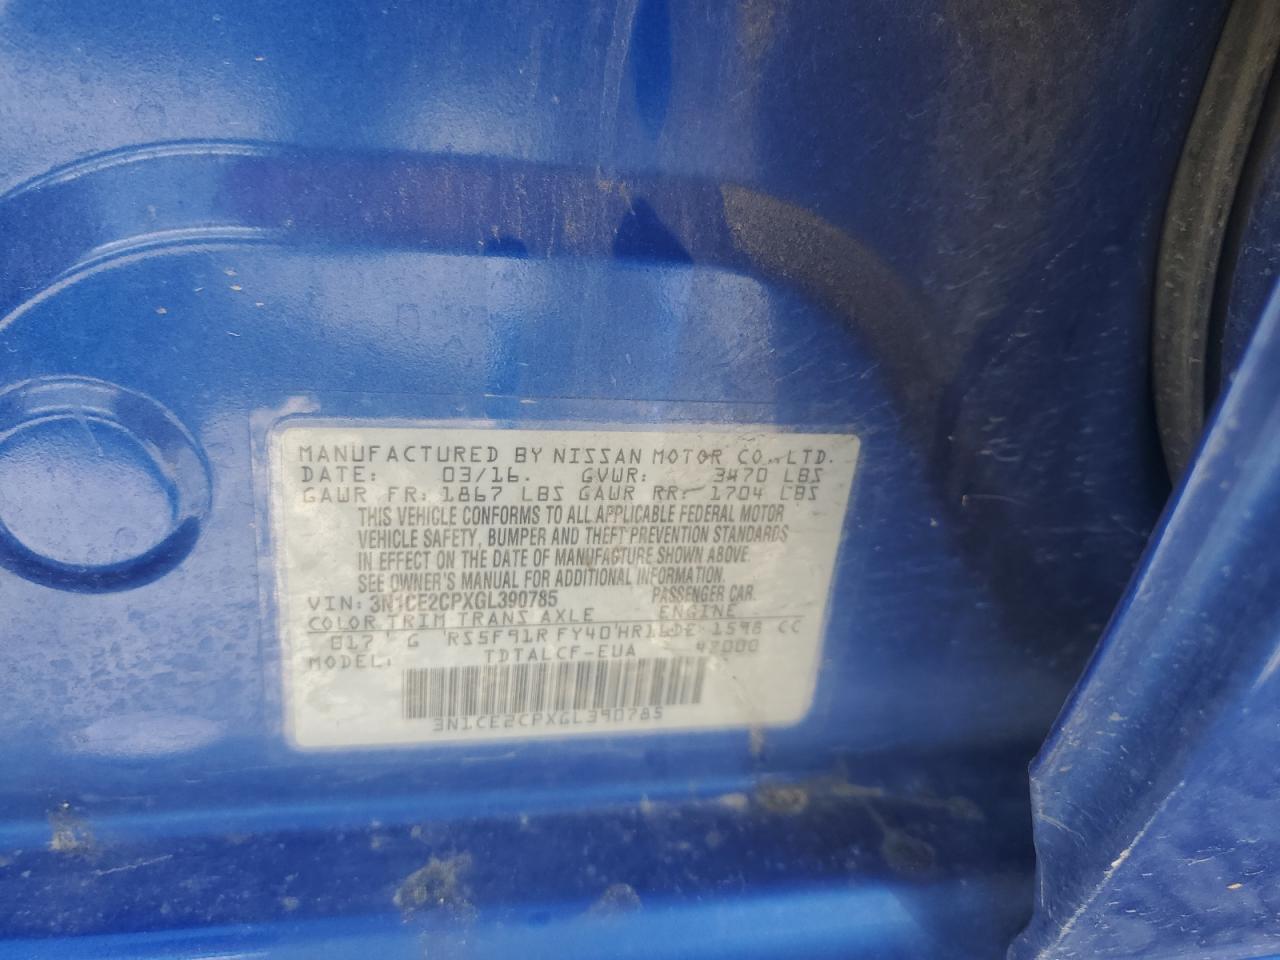 MANUFACTURED BY NISSAN MOTOR CO., LTD.
DATE: 03/16. GVWR: 3470 LBS
GAWR FR: 1867 LBS GAWR RR: 1704 LBS
THIS VEHICLE CONFORMS TO ALL APPLICABLE FEDERAL MOTOR
VEHICLE SAFETY, BUMPER AND THEFT PREVENTION STANDARDS
IN EFFECT ON THE DATE OF MANUFACTURE SHOWN ABOVE.
SEE OWNER'S MANUAL FOR ADDITIONAL INFORMATION.
VIN: 3N1CE2CPXGL390785 PASSENGER CAR.
COLOR TRIM TRANS AXLE ENGINE
B17 G RS5F91R FY40 HR16DE 1598 CC
MODEL: TDTALCF-EUA
3N1CE2CPXGL390785